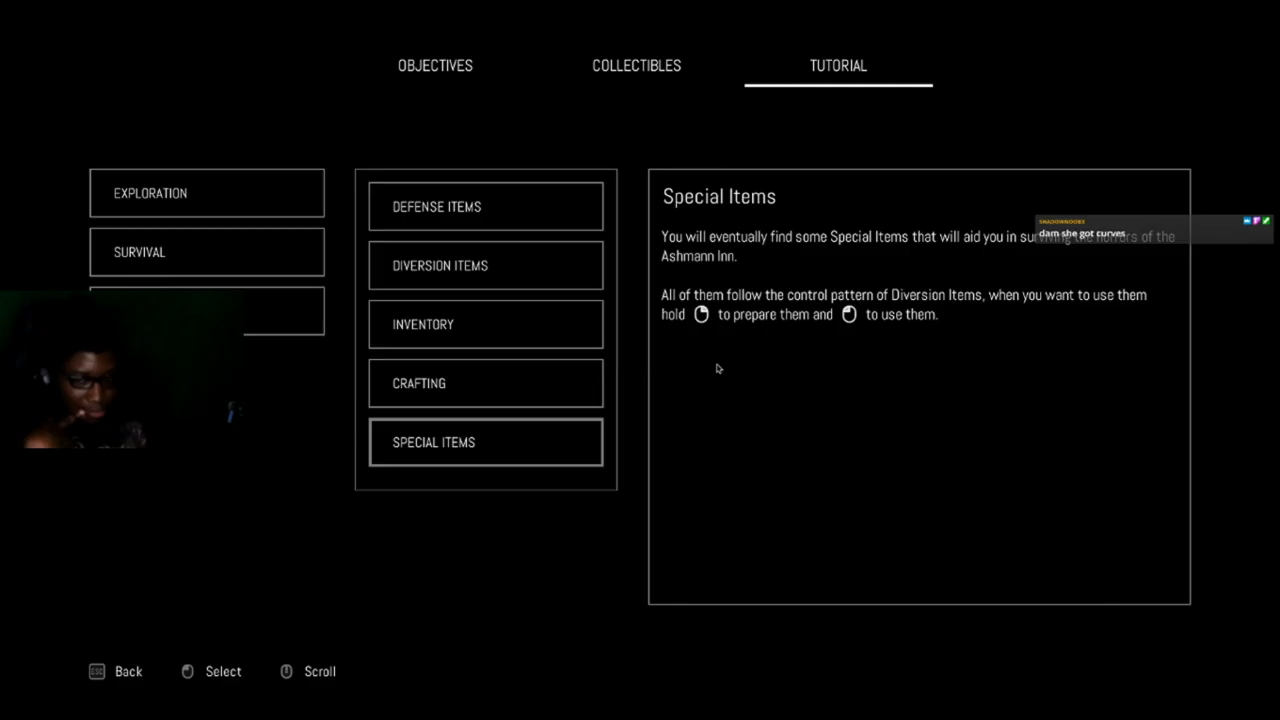 OBJECTIVES
COLLECTIBLES
TUTORIAL
EXPLORATION
SURVIVAL
DEFENSE ITEMS
DIVERSION ITEMS
INVENTORY
CRAFTING
SPECIAL ITEMS
Special Items
You will eventually find some Special Items that will aid you in surviving the horrors of the
Ashmann Inn.
All of them follow the control pattern of Diversion Items, when you want to use them
hold to prepare them and to use them.
SHADOWNOOBX
dam she got curves
ESC Back
Select
Scroll